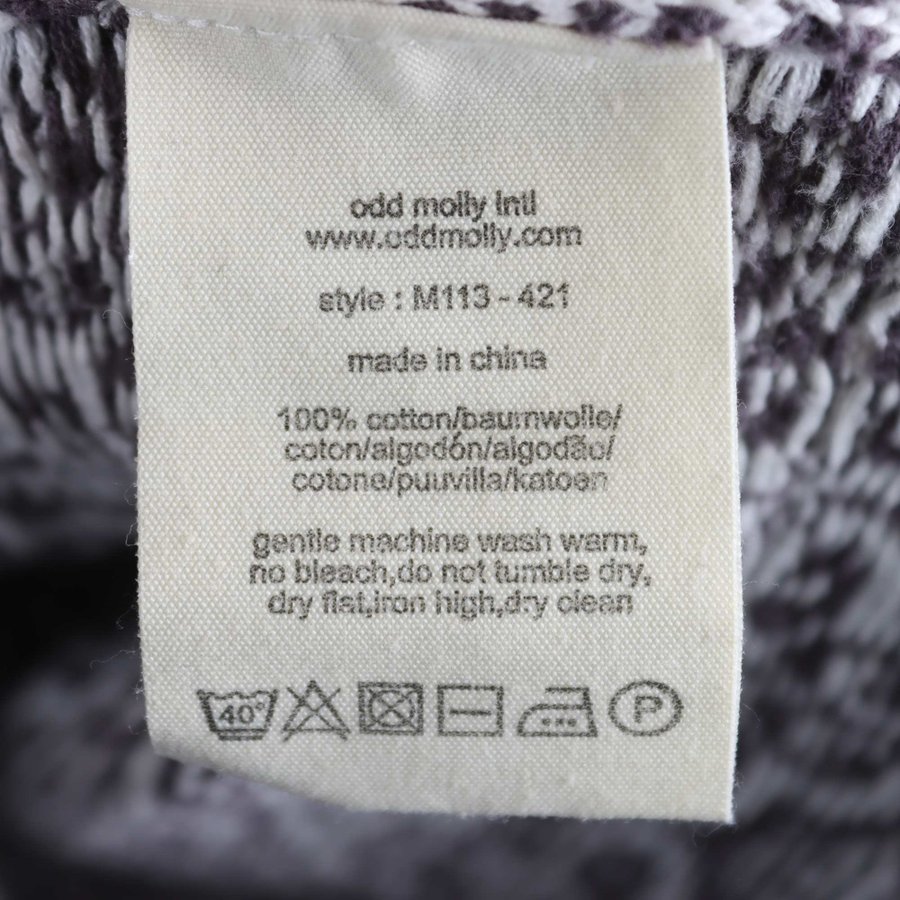 odd molly intl
www.oddmolly.com
style : M113 - 421
made in china
100% cotton/baumwolle/
coton/algodón/algodão/
cotone/puuvilla/katoen
gentle machine wash warm,
no bleach,do not tumble dry,
dry flat,iron high,dry clean
40° P